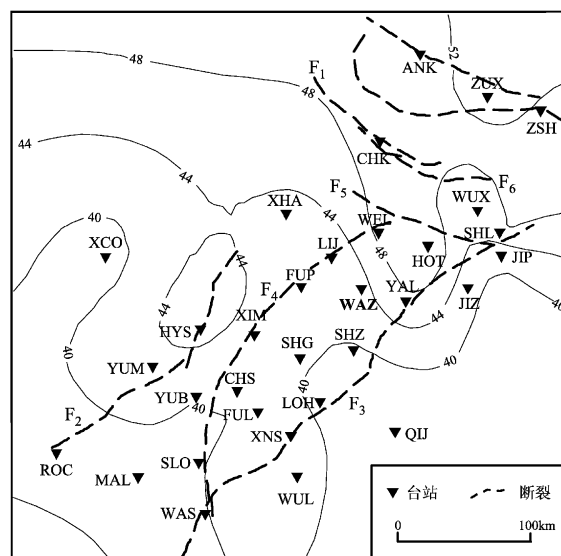 52
48
ANK
F1
ZUX
48
ZSH
44
CHK
44
F5
F6
XHA
WUX
40
44
WEI
SHL
XCO
LIJ
44
HOT
JIP
48
FUP
F4
WAZ
YAL
JIZ
40
44
HYS
XIM
44
40
SHG
SHZ
40
YUM
40
CHS
YUB
40
LOH
F3
F2
FUL
XNS
QIJ
ROC
SLO
MAL
WUL
台站
断裂
WAS
0
100km